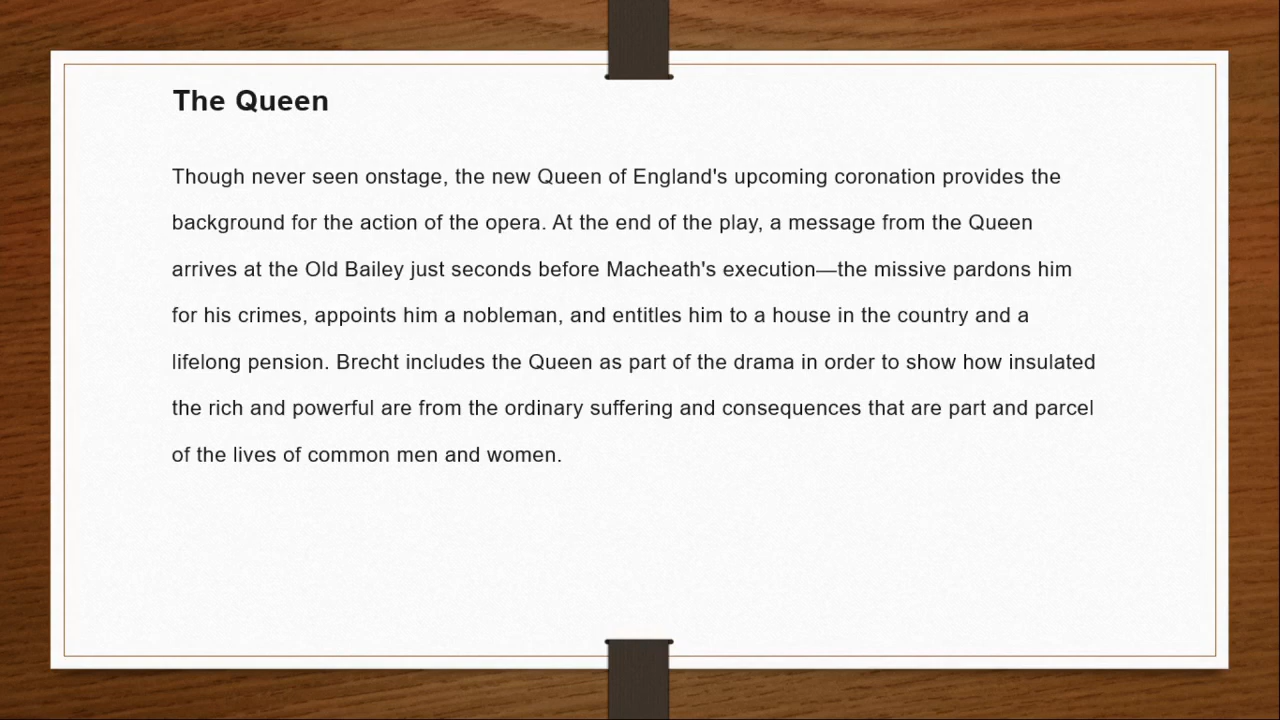 The Queen
Though never seen onstage, the new Queen of England's upcoming coronation provides the
background for the action of the opera. At the end of the play, a message from the Queen
arrives at the Old Bailey just seconds before Macheath's execution—the missive pardons him
for his crimes, appoints him a nobleman, and entitles him to a house in the country and a
lifelong pension. Brecht includes the Queen as part of the drama in order to show how insulated
the rich and powerful are from the ordinary suffering and consequences that are part and parcel
of the lives of common men and women.